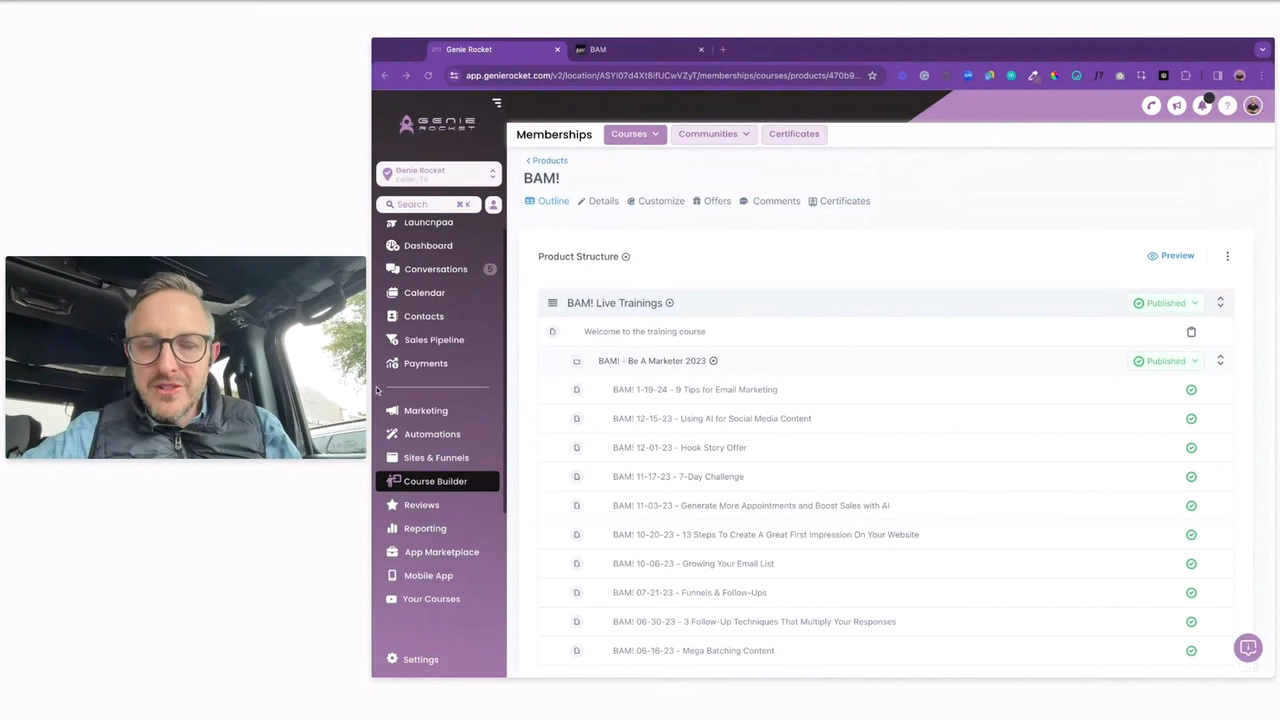 Genie Rocket
BAM
app.genierocket.com/v2/location/ASYI07d4Xt8ifUCwVZyT/memberships/courses/products/470b9...
GENIE
ROCKET
Memberships
Courses
Communities
Certificates
Products
BAM!
Outline
Details
Customize
Offers
Comments
Certificates
Genie Rocket
Keller, TX
Search
⌘ K
Launchpad
Dashboard
Conversations
5
Calendar
Contacts
Sales Pipeline
Payments
Marketing
Automations
Sites & Funnels
Course Builder
Reviews
Reporting
App Marketplace
Mobile App
Your Courses
Settings
Product Structure
Preview
BAM! Live Trainings
Published
Welcome to the training course
BAM! - Be A Marketer 2023
Published
BAM! 1-19-24 - 9 Tips for Email Marketing
BAM! 12-15-23 - Using AI for Social Media Content
BAM! 12-01-23 - Hook Story Offer
BAM! 11-17-23 - 7-Day Challenge
BAM! 11-03-23 - Generate More Appointments and Boost Sales with AI
BAM! 10-20-23 - 13 Steps To Create A Great First Impression On Your Website
BAM! 10-06-23 - Growing Your Email List
BAM! 07-21-23 - Funnels & Follow-Ups
BAM! 06-30-23 - 3 Follow-Up Techniques That Multiply Your Responses
BAM! 06-16-23 - Mega Batching Content